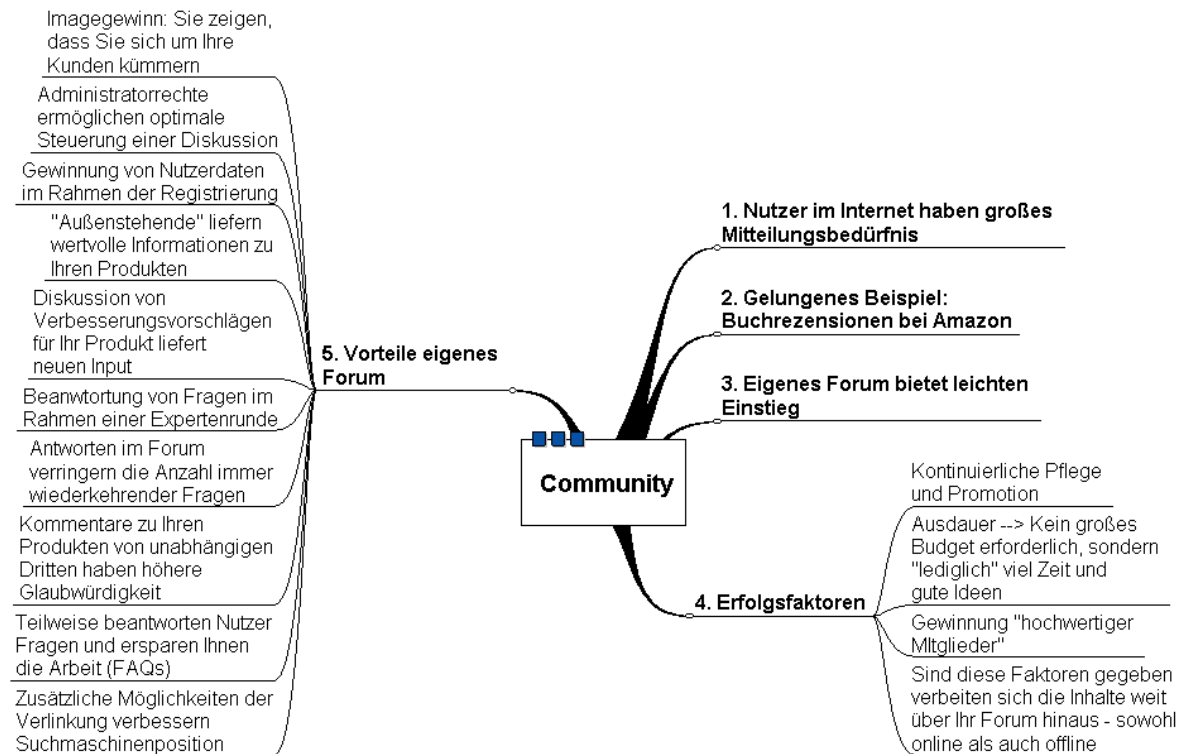 Community
1. Nutzer im Internet haben großes
Mitteilungsbedürfnis
2. Gelungenes Beispiel:
Buchrezensionen bei Amazon
3. Eigenes Forum bietet leichten
Einstieg
4. Erfolgsfaktoren
Kontinuierliche Pflege
und Promotion
Ausdauer --> Kein großes
Budget erforderlich, sondern
"lediglich" viel Zeit und
gute Ideen
Gewinnung "hochwertiger
MItglieder"
Sind diese Faktoren gegeben
verbeiten sich die Inhalte weit
über Ihr Forum hinaus - sowohl
online als auch offline
5. Vorteile eigenes
Forum
Imagegewinn: Sie zeigen,
dass Sie sich um Ihre
Kunden kümmern
Administratorrechte
ermöglichen optimale
Steuerung einer Diskussion
Gewinnung von Nutzerdaten
im Rahmen der Registrierung
"Außenstehende" liefern
wertvolle Informationen zu
Ihren Produkten
Diskussion von
Verbesserungsvorschlägen
für Ihr Produkt liefert
neuen Input
Beanwtortung von Fragen im
Rahmen einer Expertenrunde
Antworten im Forum
verringern die Anzahl immer
wiederkehrender Fragen
Kommentare zu Ihren
Produkten von unabhängigen
Dritten haben höhere
Glaubwürdigkeit
Teilweise beantworten Nutzer
Fragen und ersparen Ihnen
die Arbeit (FAQs)
Zusätzliche Möglichkeiten der
Verlinkung verbessern
Suchmaschinenposition